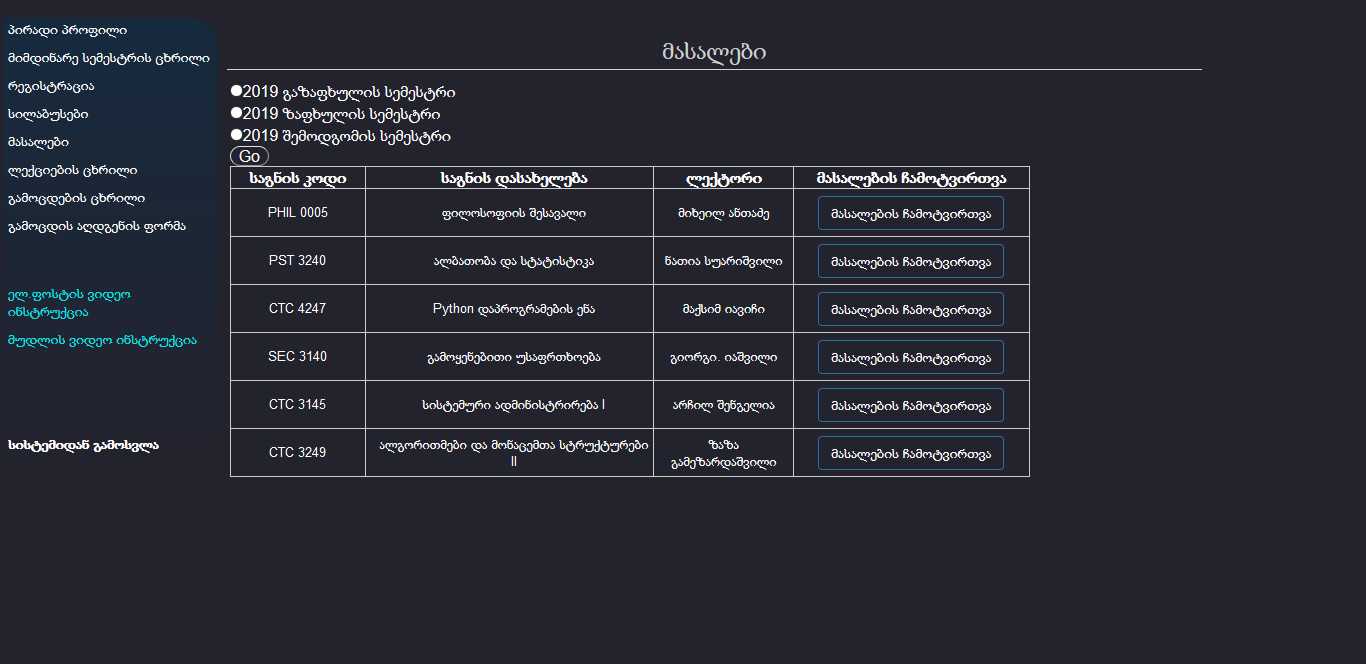 პირადი პროფილი
მიმდინარე სემესტრის ცხრილი
რეგისტრაცია
სილაბუსები
მასალები
ლექციების ცხრილი
გამოცდების ცხრილი
გამოცდის აღდგენის ფორმა
ელ.ფოსტის ვიდეო
ინსტრუქცია
მუდლის ვიდეო ინსტრუქცია
სისტემიდან გამოსვლა
მასალები
2019 გაზაფხულის სემესტრი
2019 ზაფხულის სემესტრი
2019 შემოდგომის სემესტრი
Go
საგნის კოდი საგნის დასახელება ლექტორი მასალების ჩამოტვირთვა
PHIL 0005 ფილოსოფიის შესავალი მიხეილ ანთაძე მასალების ჩამოტვირთვა
PST 3240 ალბათობა და სტატისტიკა ნათია სუარიშვილი მასალების ჩამოტვირთვა
CTC 4247 Python დაპროგრამების ენა მაქსიმ იავიჩი მასალების ჩამოტვირთვა
SEC 3140 გამოყენებითი უსაფრთხოება გიორგი. იაშვილი მასალების ჩამოტვირთვა
CTC 3145 სისტემური ადმინისტრირება I არჩილ შენგელია მასალების ჩამოტვირთვა
CTC 3249 ალგორითმები და მონაცემთა სტრუქტურები
II
ზაზა
გამეზარდაშვილი
მასალების ჩამოტვირთვა